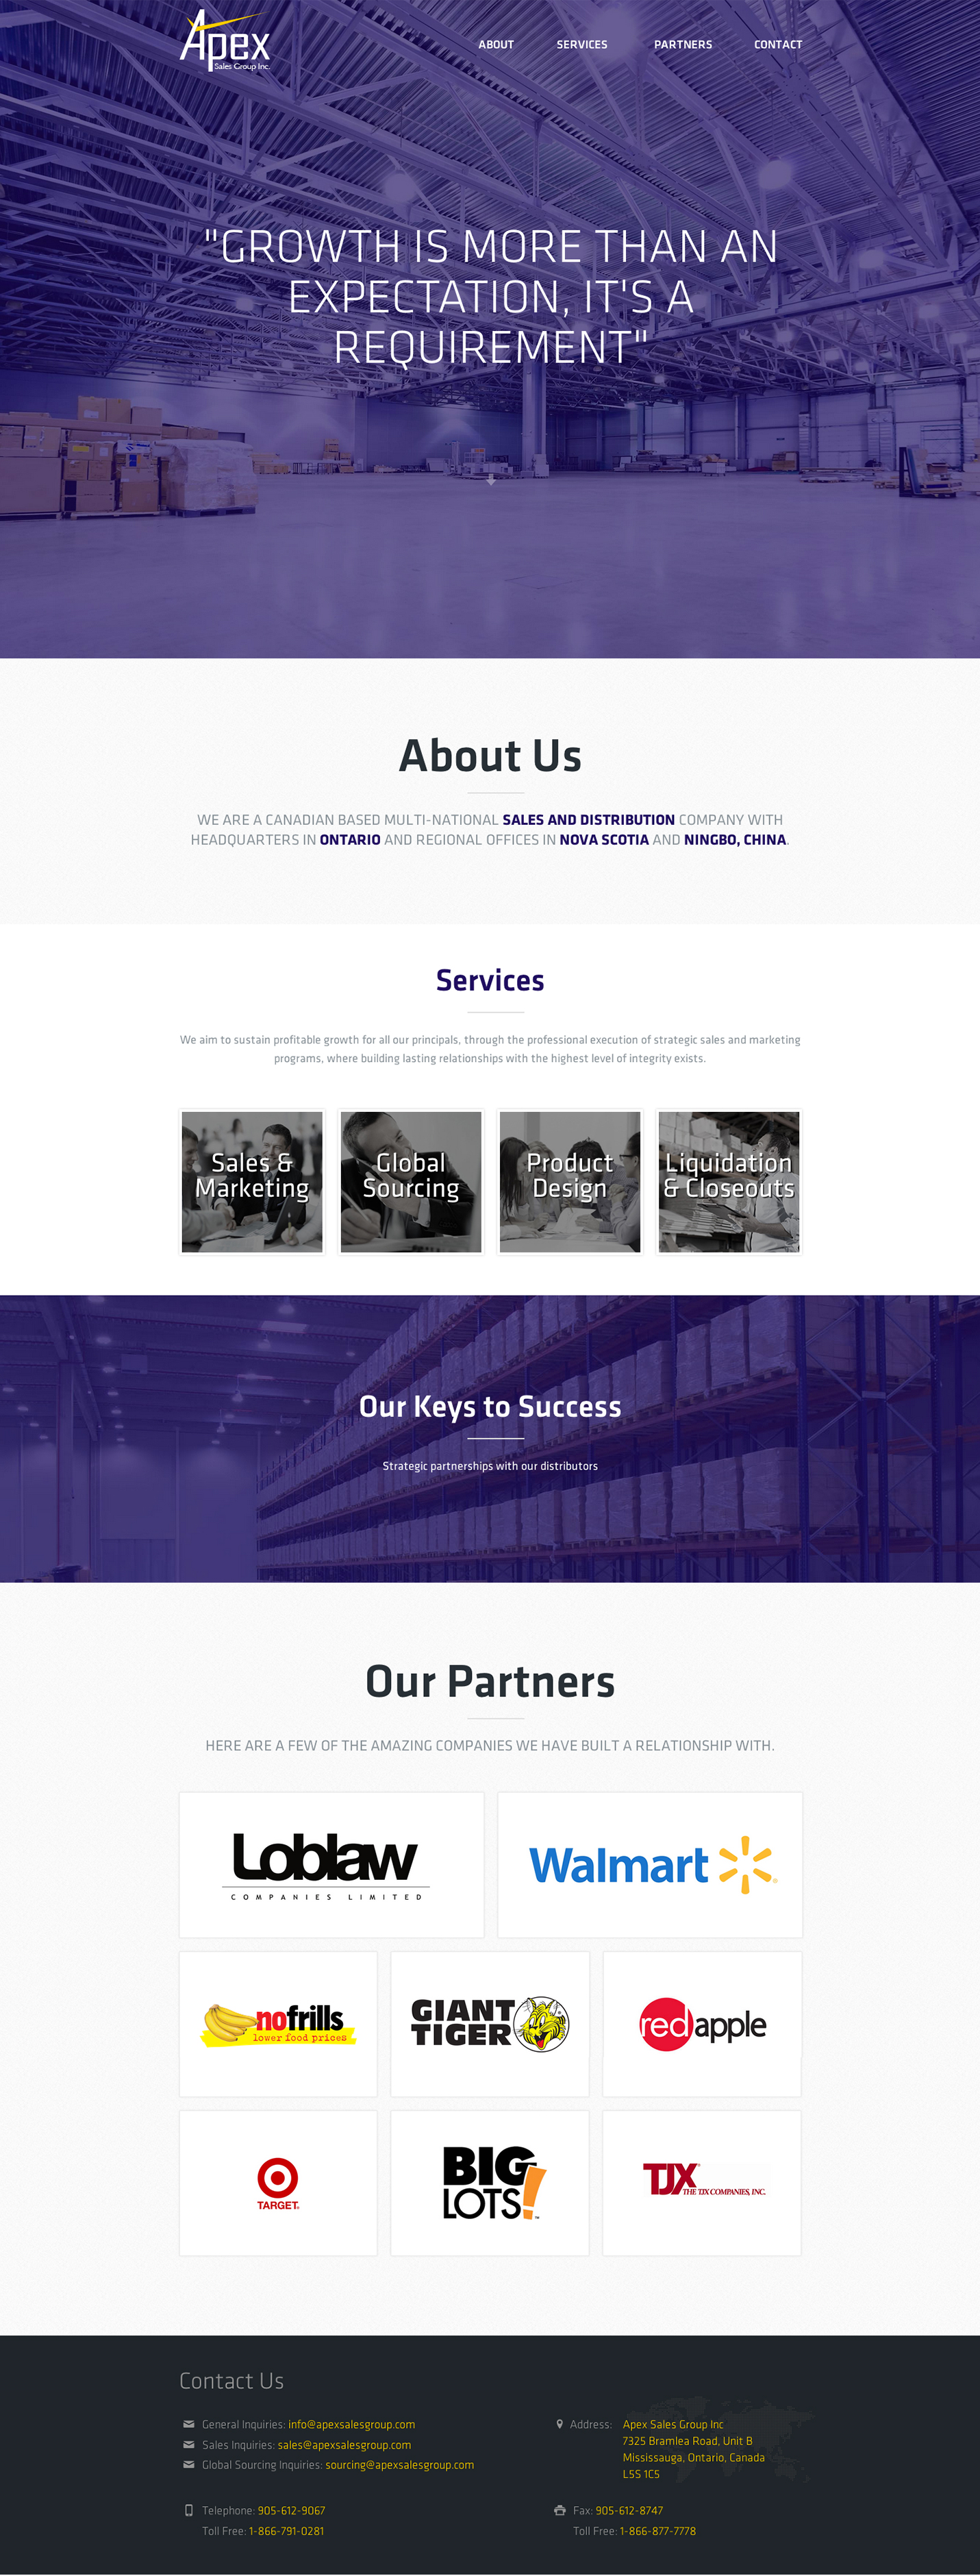 Apex
Sales Group Inc.
ABOUT SERVICES PARTNERS CONTACT
"GROWTH IS MORE THAN AN
EXPECTATION, IT'S A
REQUIREMENT"
About Us
WE ARE A CANADIAN BASED MULTI-NATIONAL SALES AND DISTRIBUTION COMPANY WITH
HEADQUARTERS IN ONTARIO AND REGIONAL OFFICES IN NOVA SCOTIA AND NINGBO, CHINA.
Services
We aim to sustain profitable growth for all our principals, through the professional execution of strategic sales and marketing
programs, where building lasting relationships with the highest level of integrity exists.
Sales &
Marketing
Global
Sourcing
Product
Design
Liquidation
& Closeouts
Our Keys to Success
Strategic partnerships with our distributors
Our Partners
HERE ARE A FEW OF THE AMAZING COMPANIES WE HAVE BUILT A RELATIONSHIP WITH.
Loblaw
COMPANIES LIMITED
Walmart
nofrills
lower food prices
GIANT
TIGER
redapple
TARGET
BIG
LOTS!
TJX
THE TJX COMPANIES, INC.
Contact Us
General Inquiries: info@apexsalesgroup.com
Sales Inquiries: sales@apexsalesgroup.com
Global Sourcing Inquiries: sourcing@apexsalesgroup.com
Address: Apex Sales Group Inc
7325 Bramlea Road, Unit B
Mississauga, Ontario, Canada
L5S 1C5
Telephone: 905-612-9067
Toll Free: 1-866-791-0281
Fax: 905-612-8747
Toll Free: 1-866-877-7778